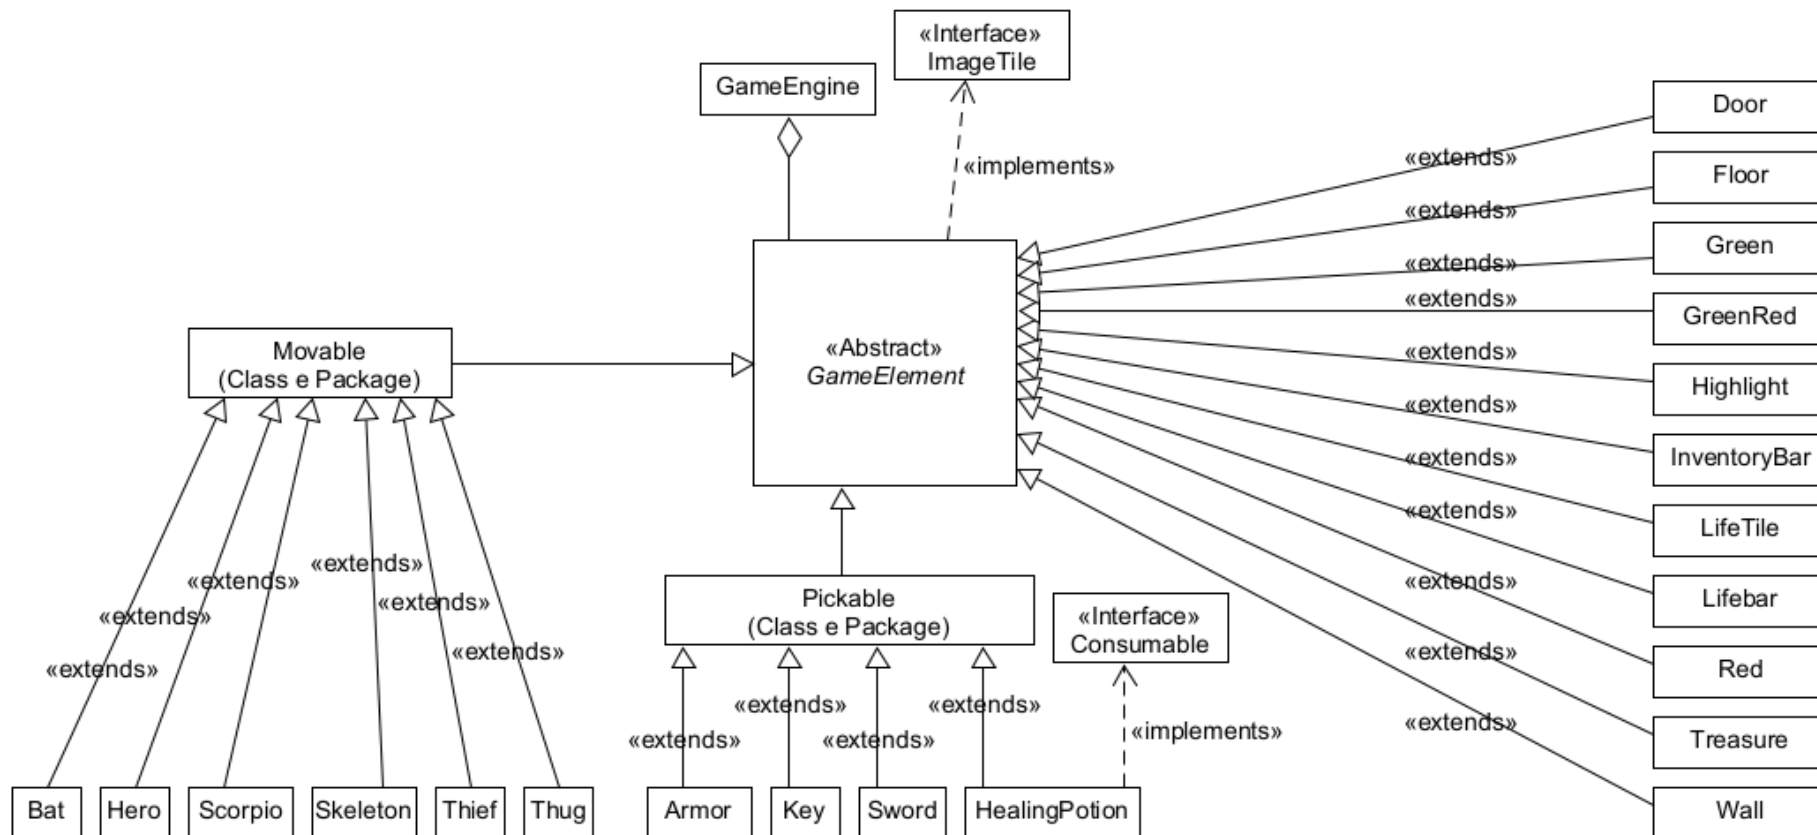 «Interface»
ImageTile
GameEngine
«implements»
Door
«extends»
Floor
«extends»
Green
«extends»
GreenRed
«extends»
Highlight
«extends»
InventoryBar
«extends»
LifeTile
«extends»
Lifebar
«extends»
Red
«extends»
Treasure
«extends»
Wall
«extends»
«Abstract»
GameElement
Movable
(Class e Package)
«extends»
«extends»
«extends»
«extends»
«extends»
«extends»
Bat
Hero
Scorpio
Skeleton
Thief
Thug
Pickable
(Class e Package)
«Interface»
Consumable
«extends»
«extends»
«extends»
«extends»
«implements»
Armor
Key
Sword
HealingPotion